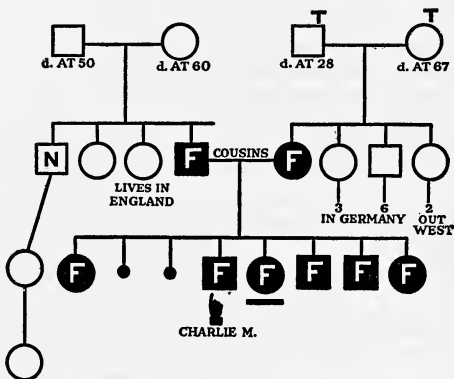 T T
d. AT 50 d. AT 60 d. AT 28 d. AT 67
N F COUSINS F
LIVES IN
ENGLAND
3 6 2
IN GERMANY OUT
WEST
F F F F F F
CHARLIE M.